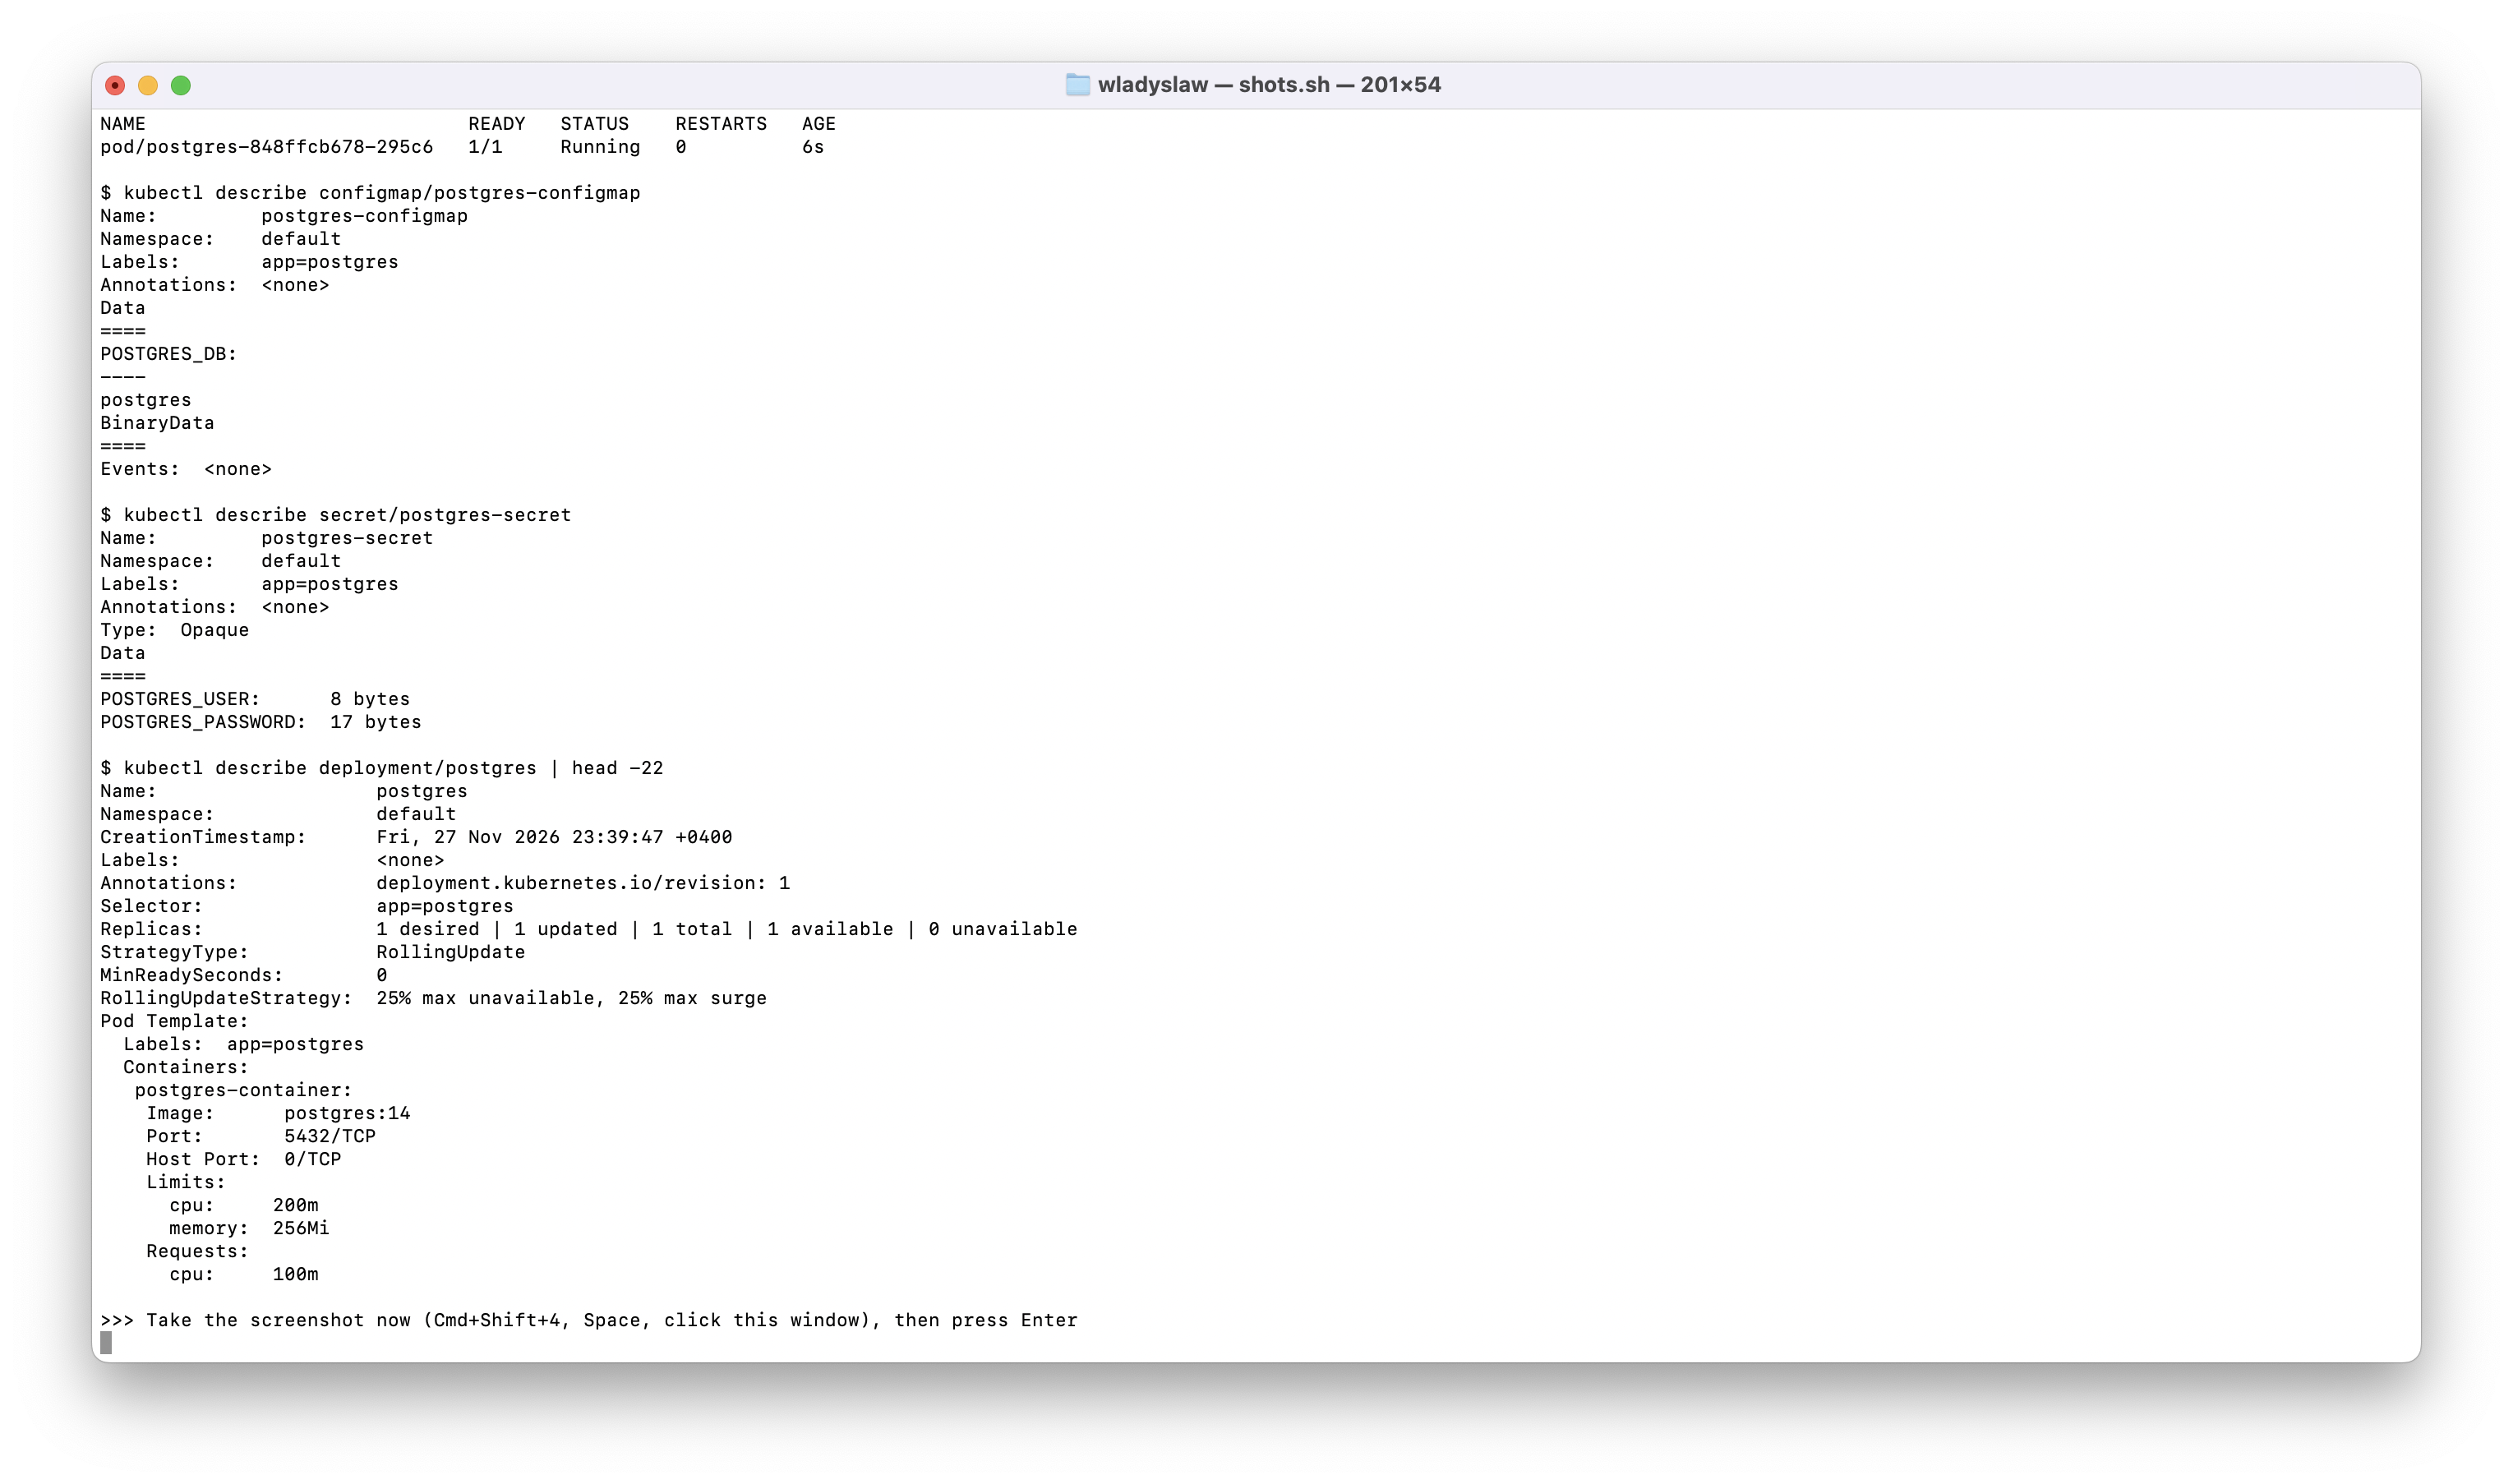 wladyslaw — shots.sh — 201×54
NAME                            READY   STATUS    RESTARTS   AGE
pod/postgres-848ffcb678-295c6   1/1     Running   0          6s

$ kubectl describe configmap/postgres-configmap
Name:         postgres-configmap
Namespace:    default
Labels:       app=postgres
Annotations:  <none>
Data
====
POSTGRES_DB:
----
postgres
BinaryData
====
Events:  <none>

$ kubectl describe secret/postgres-secret
Name:         postgres-secret
Namespace:    default
Labels:       app=postgres
Annotations:  <none>
Type:  Opaque
Data
====
POSTGRES_USER:      8 bytes
POSTGRES_PASSWORD:  17 bytes

$ kubectl describe deployment/postgres | head -22
Name:                   postgres
Namespace:              default
CreationTimestamp:      Fri, 27 Nov 2026 23:39:47 +0400
Labels:                 <none>
Annotations:            deployment.kubernetes.io/revision: 1
Selector:               app=postgres
Replicas:               1 desired | 1 updated | 1 total | 1 available | 0 unavailable
StrategyType:           RollingUpdate
MinReadySeconds:        0
RollingUpdateStrategy:  25% max unavailable, 25% max surge
Pod Template:
  Labels:  app=postgres
  Containers:
   postgres-container:
    Image:      postgres:14
    Port:       5432/TCP
    Host Port:  0/TCP
    Limits:
      cpu:     200m
      memory:  256Mi
    Requests:
      cpu:     100m

>>> Take the screenshot now (Cmd+Shift+4, Space, click this window), then press Enter